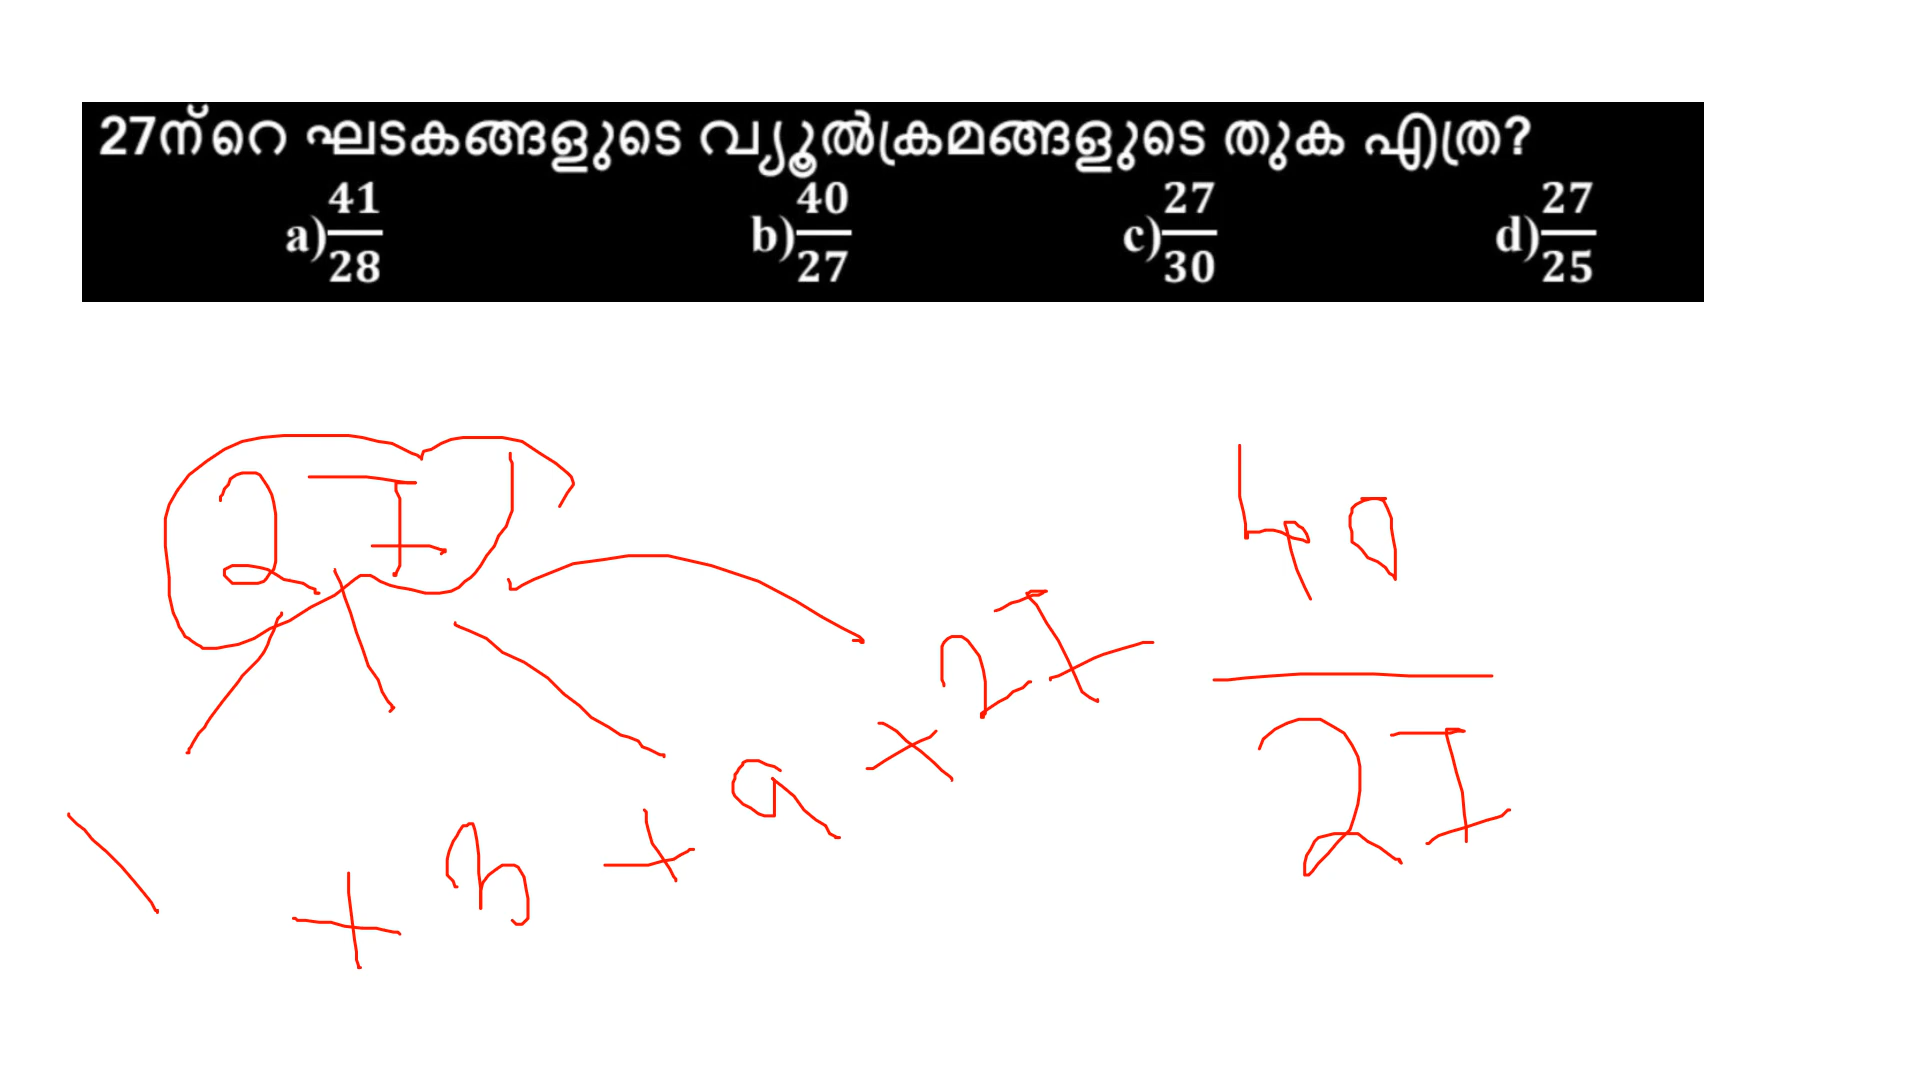 27ന്റെ ഘടകങ്ങളുടെ വ്യൂൽക്രമങ്ങളുടെ തുക എത്ര?
a) 41/28 b) 40/27 c) 27/30 d) 27/25
27
1 + 3 + 9 + 27
40
27